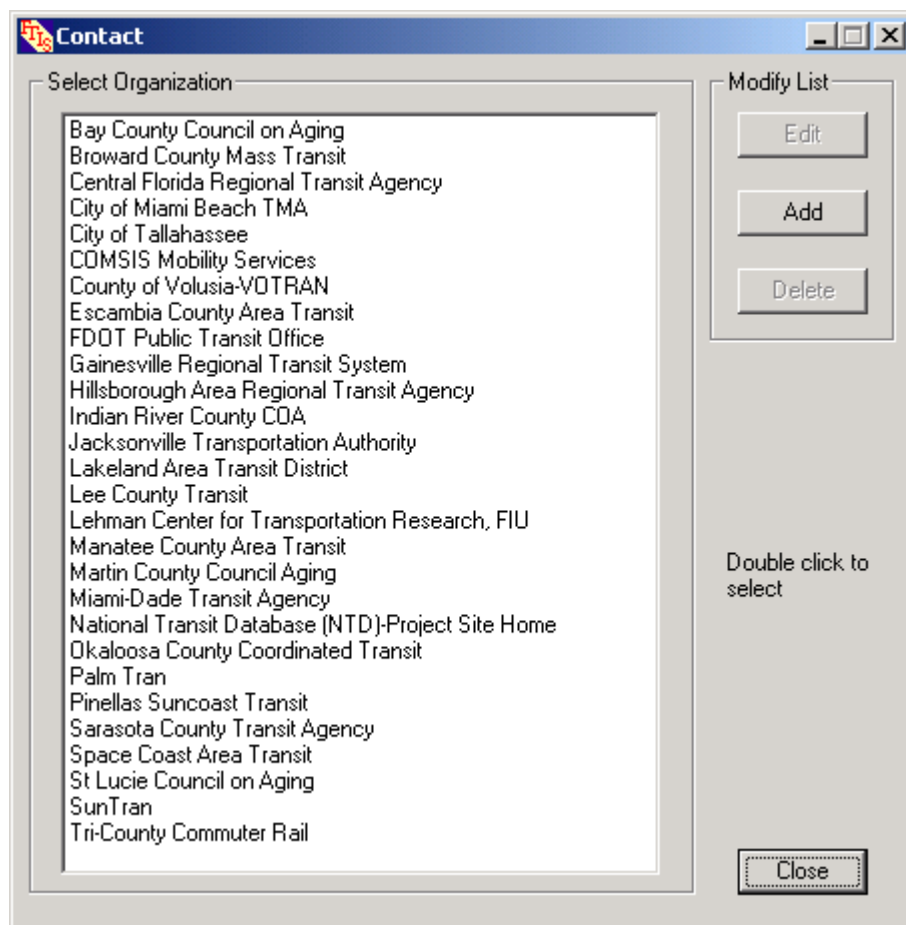 FTIS
Contact
Select Organization
Bay County Council on Aging
Broward County Mass Transit
Central Florida Regional Transit Agency
City of Miami Beach TMA
City of Tallahassee
COMSIS Mobility Services
County of Volusia-VOTRAN
Escambia County Area Transit
FDOT Public Transit Office
Gainesville Regional Transit System
Hillsborough Area Regional Transit Agency
Indian River County COA
Jacksonville Transportation Authority
Lakeland Area Transit District
Lee County Transit
Lehman Center for Transportation Research, FIU
Manatee County Area Transit
Martin County Council Aging
Miami-Dade Transit Agency
National Transit Database (NTD)-Project Site Home
Okaloosa County Coordinated Transit
Palm Tran
Pinellas Suncoast Transit
Sarasota County Transit Agency
Space Coast Area Transit
St Lucie Council on Aging
SunTran
Tri-County Commuter Rail
Modify List
Edit
Add
Delete
Double click to
select
Close